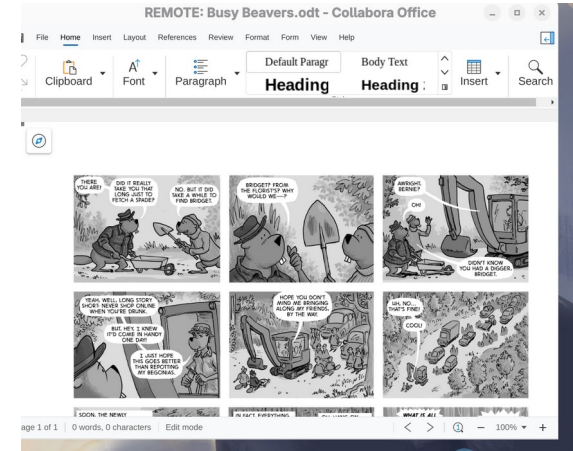 REMOTE: Busy Beavers.odt - Collabora Office
File Home Insert Layout References Review Format Form View Help
Clipboard
Font
Paragraph
Default Paragr
Body Text
Heading
Heading
Insert
Search
THERE
YOU ARE!
DID IT REALLY
TAKE YOU THAT
LONG JUST TO
FETCH A SPADE?
NO, BUT IT DID
TAKE A WHILE TO
FIND BRIDGET.
BRIDGET? FROM
THE FLORIST'S? WHY
WOULD WE—?
AWRIGHT,
BERNIE?
OH!
DIDN'T KNOW
YOU HAD A DIGGER,
BRIDGET.
YEAH, WELL, LONG STORY
SHORT: NEVER SHOP ONLINE
WHEN YOU'RE DRUNK.
BUT, HEY, I KNEW
IT'D COME IN HANDY
ONE DAY!
I JUST HOPE
THIS GOES BETTER
THAN REPOTTING
MY BEGONIAS.
HOPE YOU DON'T
MIND ME BRINGING
ALONG MY FRIENDS,
BY THE WAY.
UH, NO...
THAT'S FINE!
COOL!
SOON, THE NEWLY
IN FACT, EVERYTHING
WHAT IS ALL
age 1 of 1 0 words, 0 characters Edit mode 100%